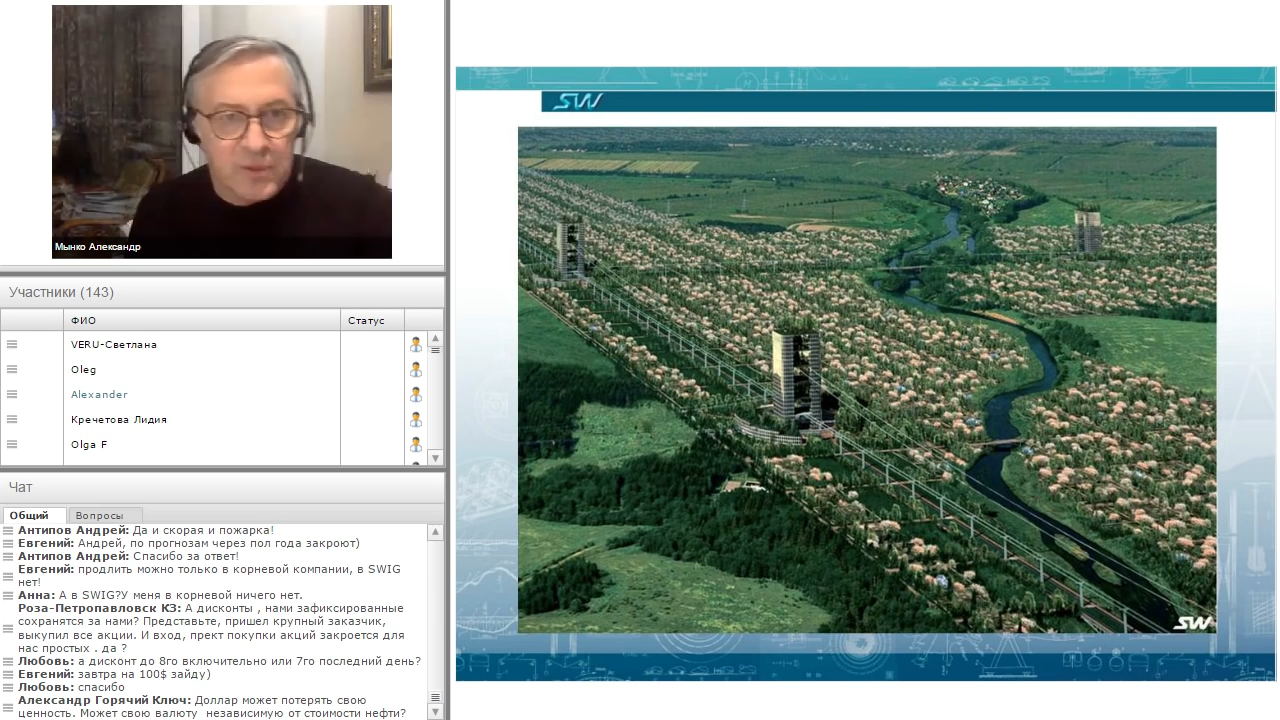 Мынко Александр
SW
Участники (143)
ФИО Статус
VERU-Светлана
Oleg
Alexander
Кречетова Лидия
Olga F
Чат
Общий Вопросы
Антипов Андрей: Да и скорая и пожарка!
Евгений: Андрей, по прогнозам через пол года закроют)
Антипов Андрей: Спасибо за ответ!
Евгений: продлить можно только в корневой компании, в SWIG
нет!
Анна: А в SWIG?У меня в корневой ничего нет.
Роза-Петропавловск КЗ: А дисконты , нами зафиксированные
сохранятся за нами? Представьте, пришел крупный заказчик,
выкупил все акции. И вход, прект покупки акций закроется для
нас простых . да ?
Любовь: а дисконт до 8го включительно или 7го последний день?
Евгений: завтра на 100$ зайду)
Любовь: спасибо
Александр Горячий Ключ: Доллар может потерять свою
ценность. Может свою валюту независимую от стоимости нефти?
SW